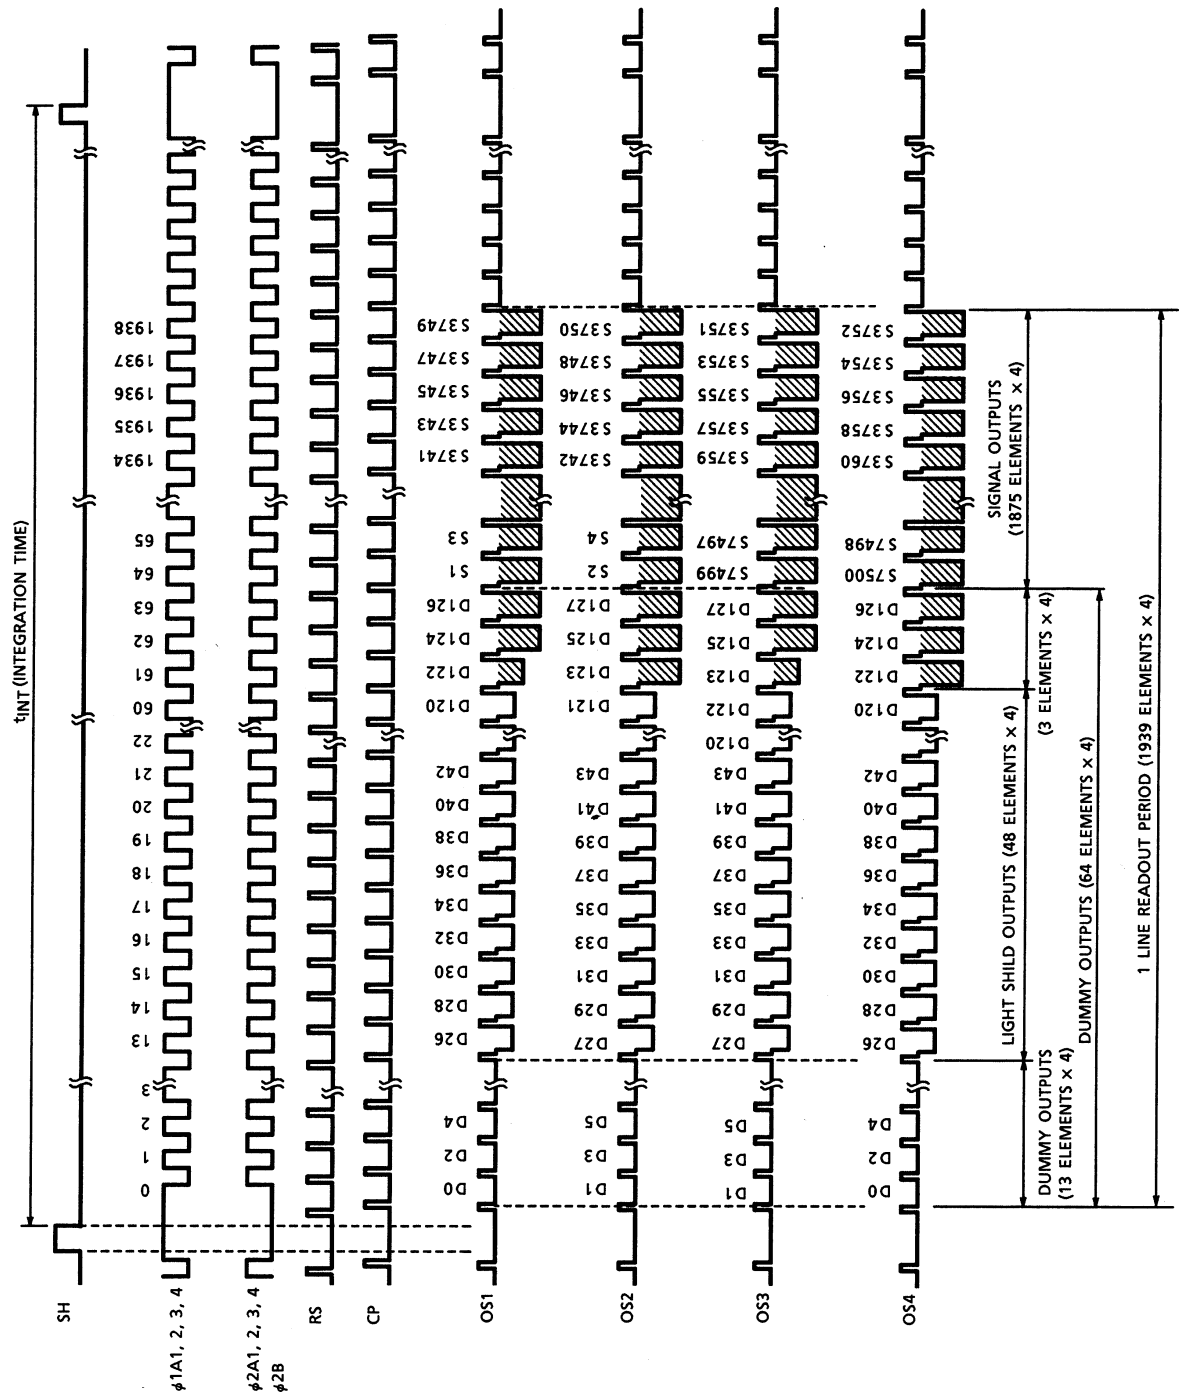 tINT (INTEGRATION TIME)
SH
φ1A1, 2, 3, 4
0 1 2 3 13 14 15 16 17 18 19 20 21 22 60 61 62 63 64 65 1934 1935 1936 1937 1938
φ2A1, 2, 3, 4
φ2B
RS
CP
OS1
D0 D2 D4 D26 D28 D30 D32 D34 D36 D38 D40 D42 D120 D122 D124 D126 S1 S3 S3741 S3743 S3745 S3747 S3749
OS2
D1 D3 D5 D27 D29 D31 D33 D35 D37 D39 D41 D43 D121 D123 D125 D127 S2 S4 S3742 S3744 S3746 S3748 S3750
OS3
D1 D3 D5 D27 D29 D31 D33 D35 D37 D39 D41 D43 D120 D122 D123 D125 D127 S7499 S7497 S3759 S3757 S3755 S3753 S3751
OS4
D0 D2 D4 D26 D28 D30 D32 D34 D36 D38 D40 D42 D120 D122 D124 D126 S7500 S7498 S3760 S3758 S3756 S3754 S3752
DUMMY OUTPUTS
(13 ELEMENTS × 4)
LIGHT SHILD OUTPUTS (48 ELEMENTS × 4)
(3 ELEMENTS × 4)
SIGNAL OUTPUTS
(1875 ELEMENTS × 4)
DUMMY OUTPUTS (64 ELEMENTS × 4)
1 LINE READOUT PERIOD (1939 ELEMENTS × 4)